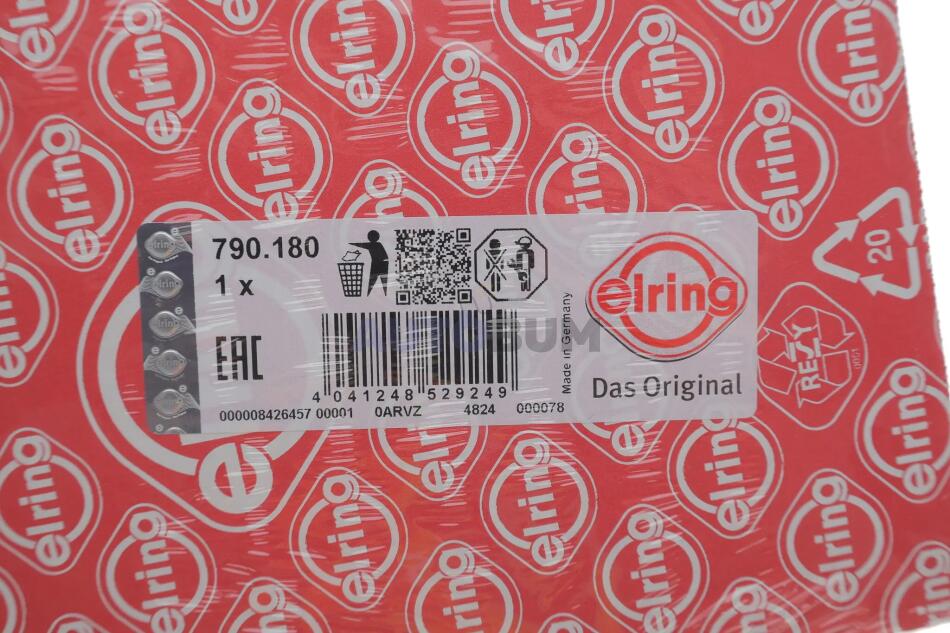 790.180
1 x
EAC
4 041248 529249
000008426457 00001 0ARVZ 4824 000078
Made in Germany
elring
Das Original
AUTOBUM
20
RESY
elring